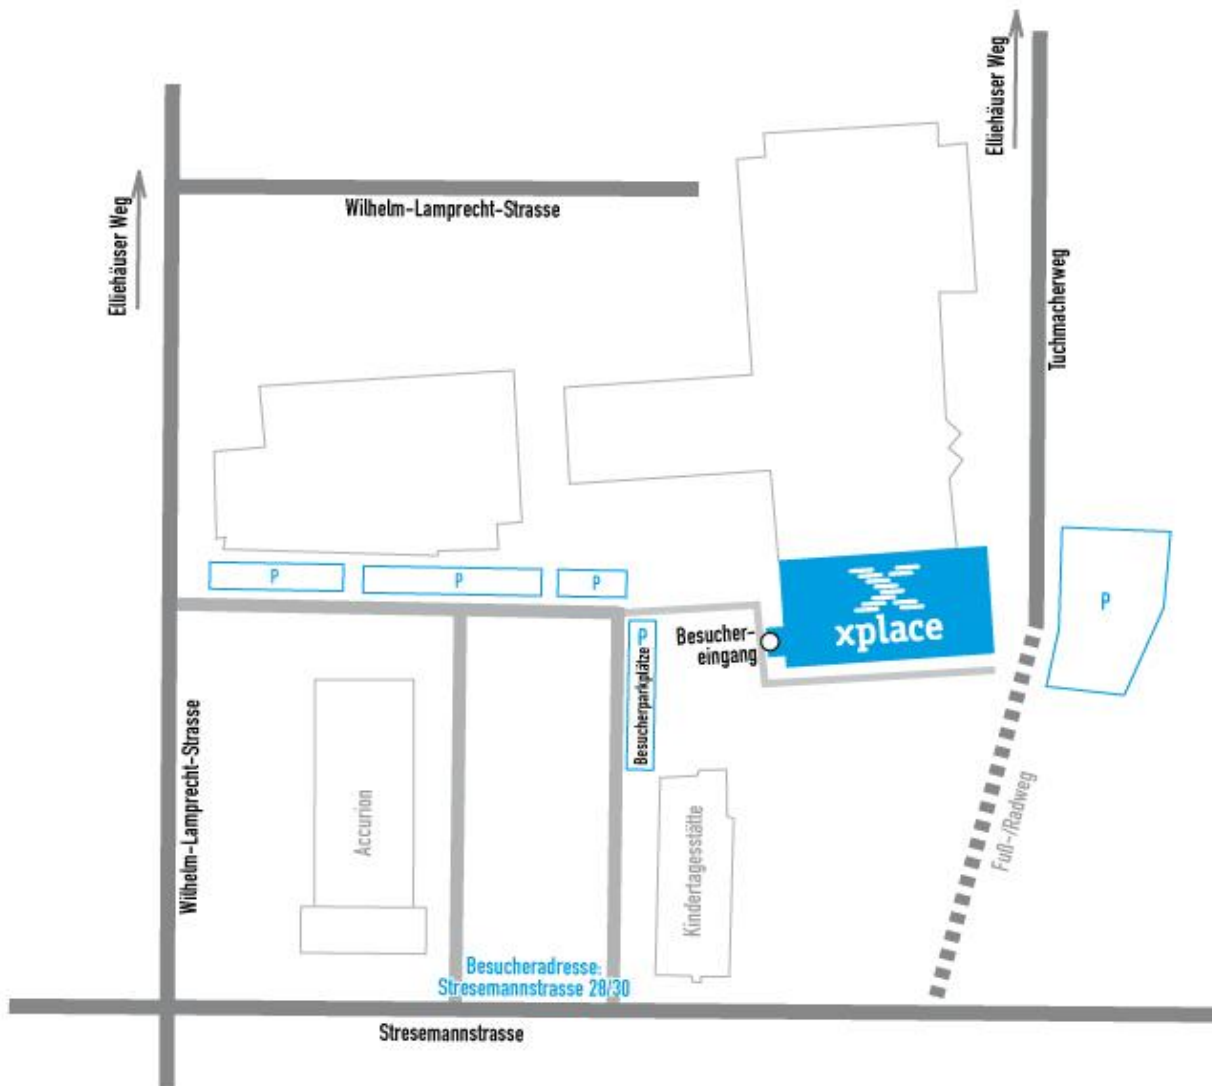 Elliehäuser Weg
Elliehäuser Weg
Wilhelm-Lamprecht-Strasse
Tuchmacherweg
P
P
P
P
xplace
Besucher-
eingang
P
Besucherparkplätze
Wilhelm-Lamprecht-Strasse
Accurion
Kindertagesstätte
Fuß-/Radweg
Besucheradresse:
Stresemannstrasse 28/30
Stresemannstrasse